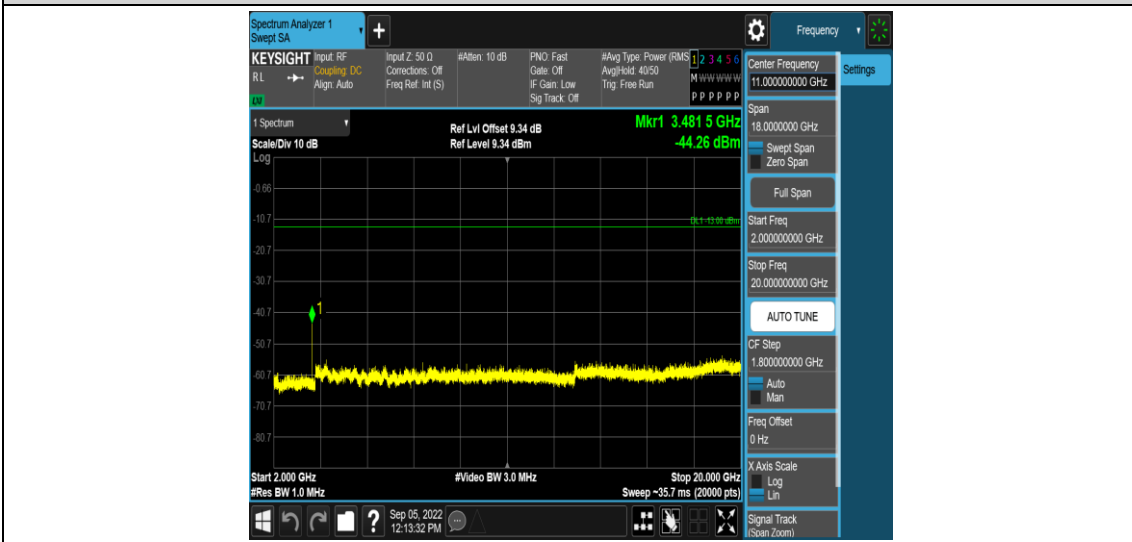 Spectrum Analyzer 1
Swept SA
+
Frequency
KEYSIGHT
RL
LXI
Input: RF
Coupling: DC
Align: Auto
Input Z: 50 Ω
Corrections: Off
Freq Ref: Int (S)
#Atten: 10 dB
PNO: Fast
Gate: Off
IF Gain: Low
Sig Track: Off
#Avg Type: Power (RMS
Avg|Hold: 40/50
Trig: Free Run
1 2 3 4 5 6
M W W W W W
P P P P P P
1 Spectrum
Scale/Div 10 dB
Log
Ref Lvl Offset 9.34 dB
Ref Level 9.34 dBm
Mkr1 3.481 5 GHz
-44.26 dBm
-0.66
-10.7
DL1 -13.00 dBm
-20.7
-30.7
-40.7
1
-50.7
-60.7
-70.7
-80.7
Start 2.000 GHz
#Video BW 3.0 MHz
Stop 20.000 GHz
#Res BW 1.0 MHz
Sweep ~35.7 ms (20000 pts)
Center Frequency
11.000000000 GHz
Settings
Span
18.0000000 GHz
Swept Span
Zero Span
Full Span
Start Freq
2.000000000 GHz
Stop Freq
20.000000000 GHz
AUTO TUNE
CF Step
1.800000000 GHz
Auto
Man
Freq Offset
0 Hz
X Axis Scale
Log
Lin
Signal Track
(Span Zoom)
?
Sep 05, 2022
12:13:32 PM